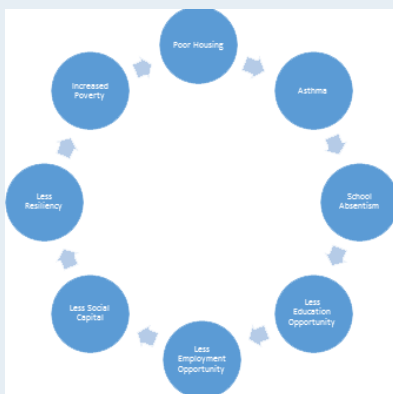 Poor Housing
Asthma
School
Absentism
Less
Education
Opportunity
Less
Employment
Opportunity
Less Social
Capital
Less
Resiliency
Increased
Poverty